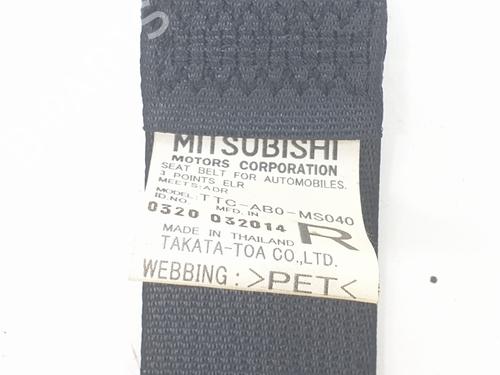 MITSUBISHI
MOTORS CORPORATION
SEAT BELT FOR AUTOMOBILES.
3 POINTS ELR
MEETS:ADR
MODEL:TTC-AB0-MS040
ID.NO. MFD.IN
0320 032014 R
MADE IN THAILAND
TAKATA-TOA CO.,LTD.
WEBBING:>PET<